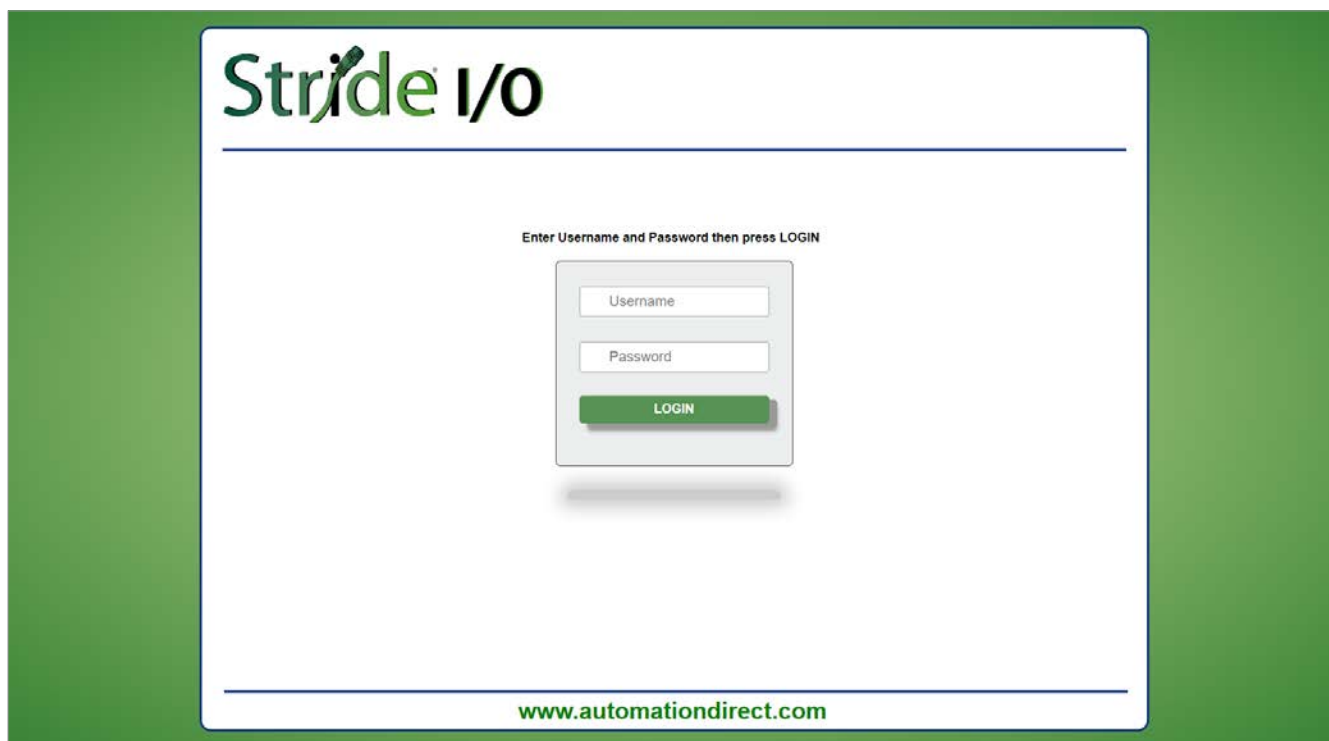 Stride I/O
Enter Username and Password then press LOGIN
Username
Password
LOGIN
www.automationdirect.com